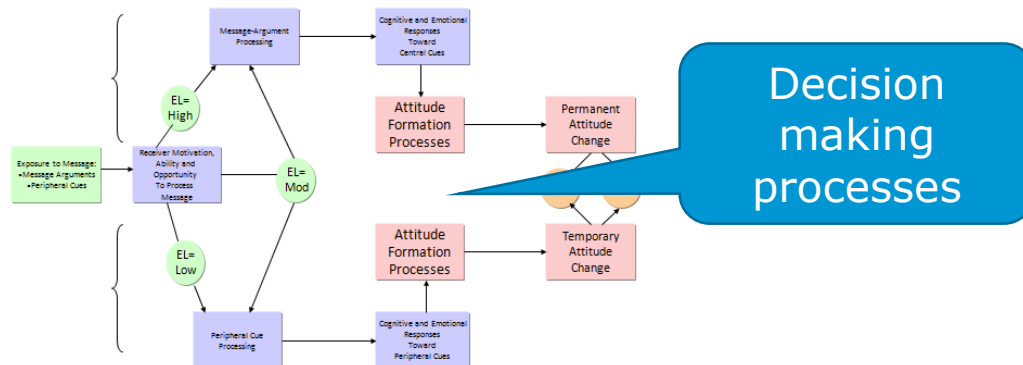 Message-Argument
Processing
Cognitive and Emotional
Responses
Toward
Central Cues
EL=
High
Attitude
Formation
Processes
Permanent
Attitude
Change
Exposure to Message:
•Message Arguments
•Peripheral Cues
Receiver Motivation,
Ability and
Opportunity
To Process
Message
EL=
Mod
Decision
making
processes
EL=
Low
Attitude
Formation
Processes
Temporary
Attitude
Change
Peripheral Cue
Processing
Cognitive and Emotional
Responses
Toward
Peripheral Cues